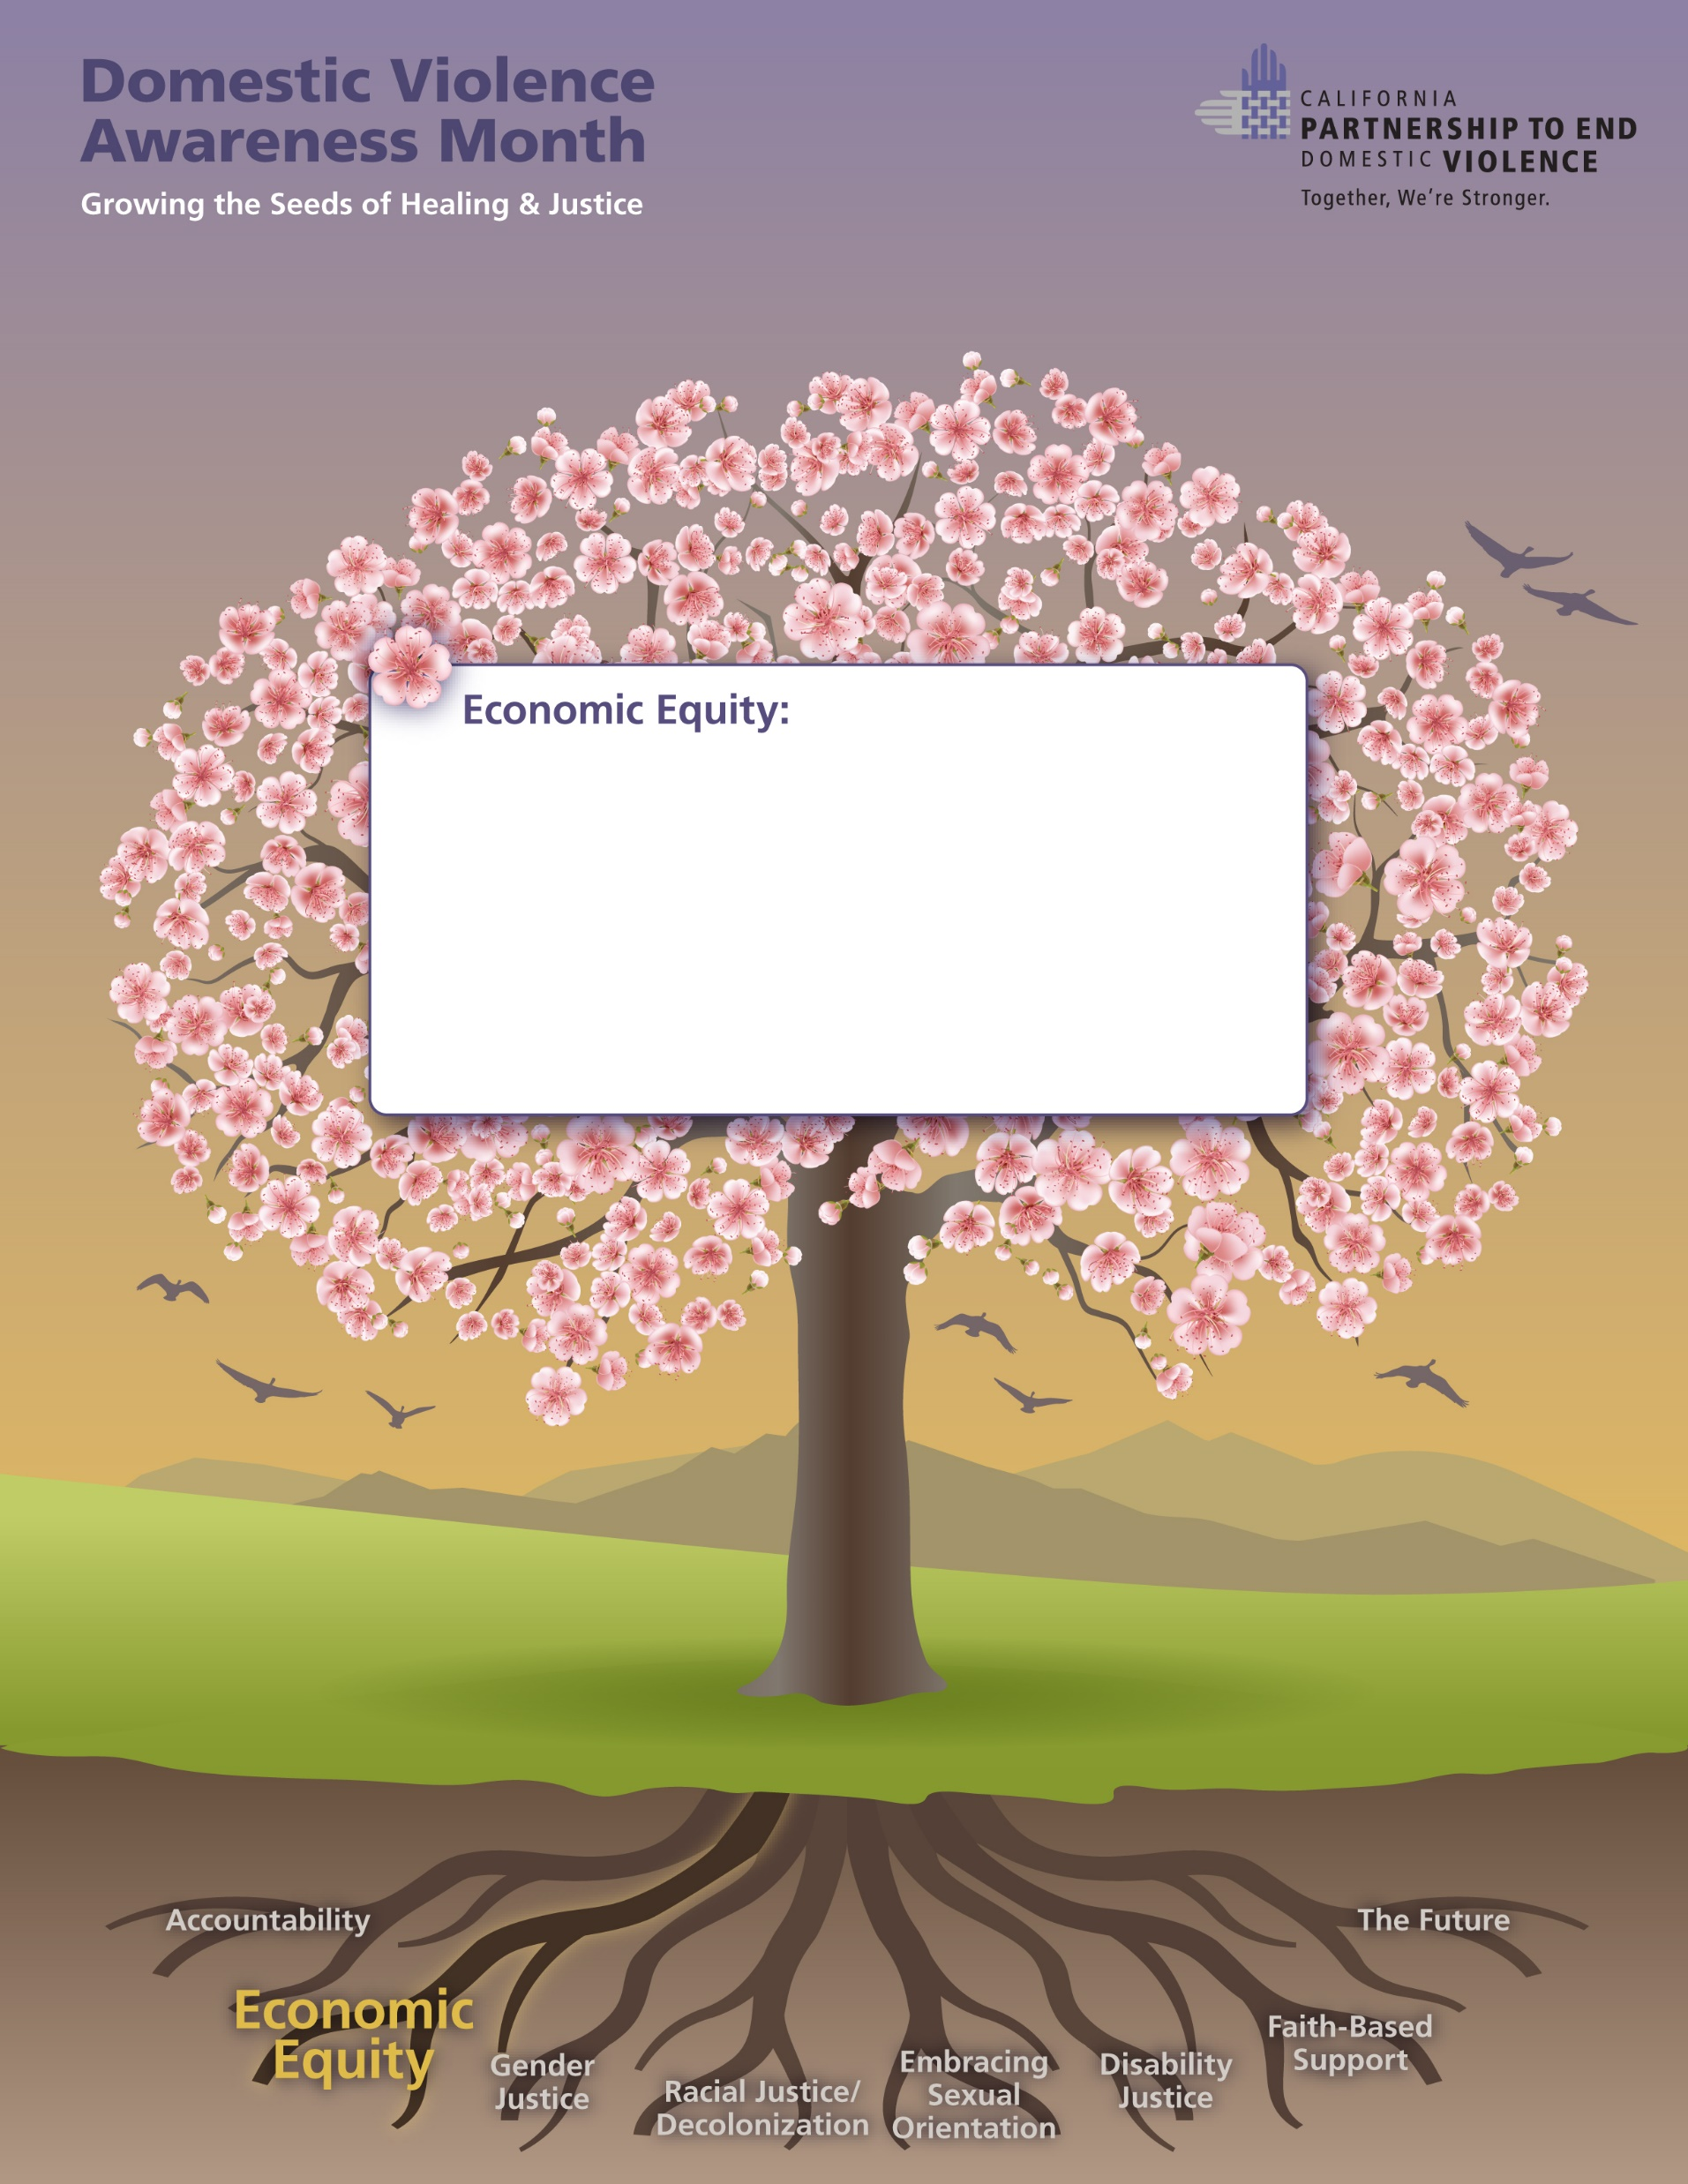 Domestic Violence
Awareness Month
Growing the Seeds of Healing & Justice
CALIFORNIA
PARTNERSHIP TO END
DOMESTIC VIOLENCE
Together, We're Stronger.
Economic Equity:
Accountability
Economic
Equity
Gender
Justice
Racial Justice/
Decolonization
Embracing
Sexual
Orientation
Disability
Justice
Faith-Based
Support
The Future